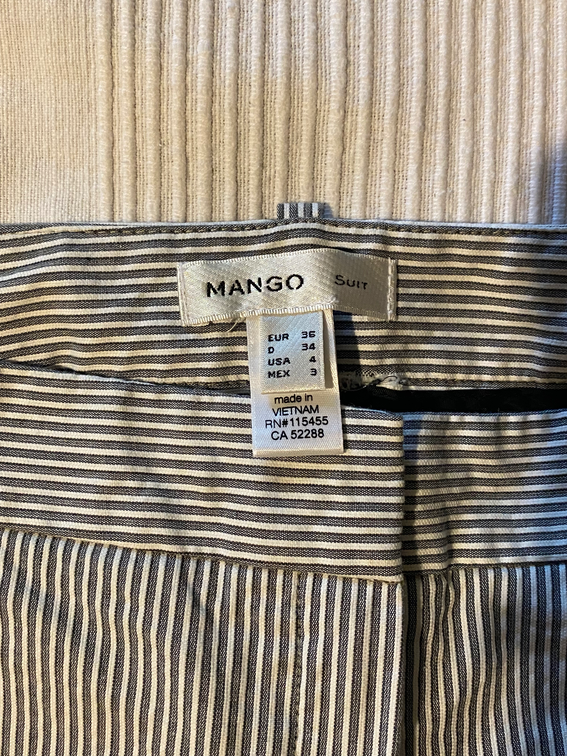 MANGO Suit
EUR 36
D 34
USA 4
MEX 3
made in
VIETNAM
RN#115455
CA 52288